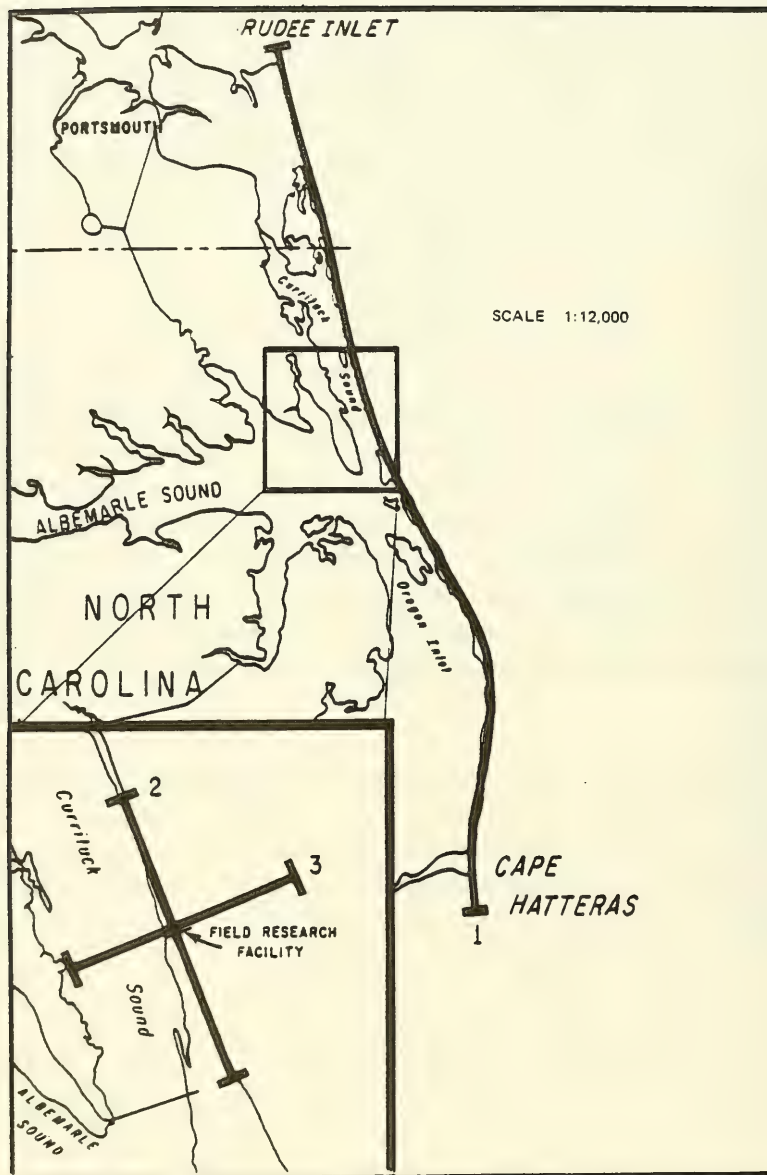 RUDEE INLET
PORTSMOUTH
Currituck
Sound
SCALE 1:12,000
ALBEMARLE SOUND
NORTH
CAROLINA
Oregon Inlet
CAPE
HATTERAS
1
2
Currituck
3
FIELD RESEARCH
FACILITY
Sound
ALBEMARLE
SOUND